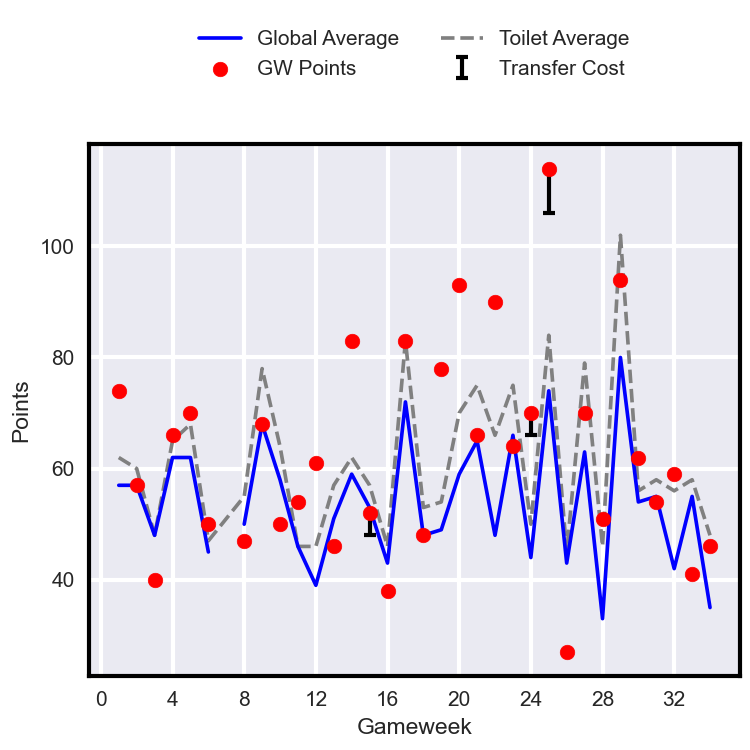 Global Average
Toilet Average
GW Points
Transfer Cost
100
80
60
40
Points
0 4 8 12 16 20 24 28 32
Gameweek